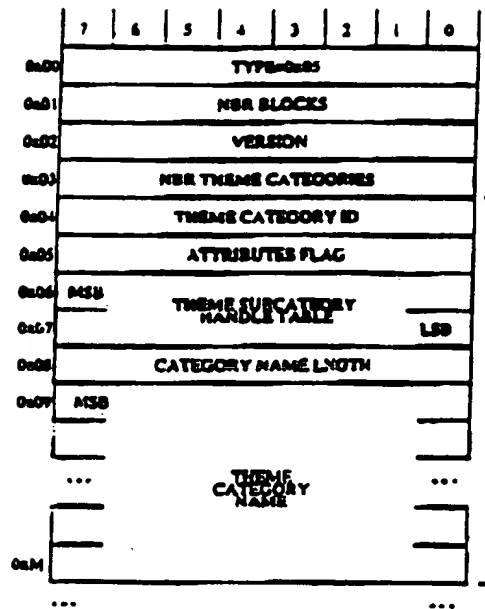 7 6 5 4 3 2 1 0
0x00 TYPE=0x05
0x01 NBR BLOCKS
0x02 VERSION
0x03 NBR THEME CATEGORIES
0x04 THEME CATEGORY ID
0x05 ATTRIBUTES FLAG
0x06 MSB
THEME SUBCATEORY
HANDLE TABLE
0x07 LSB
0x08 CATEGORY NAME LNGTH
0x09 MSB
... ...
THEME
CATEGORY
NAME
0xM
... ...